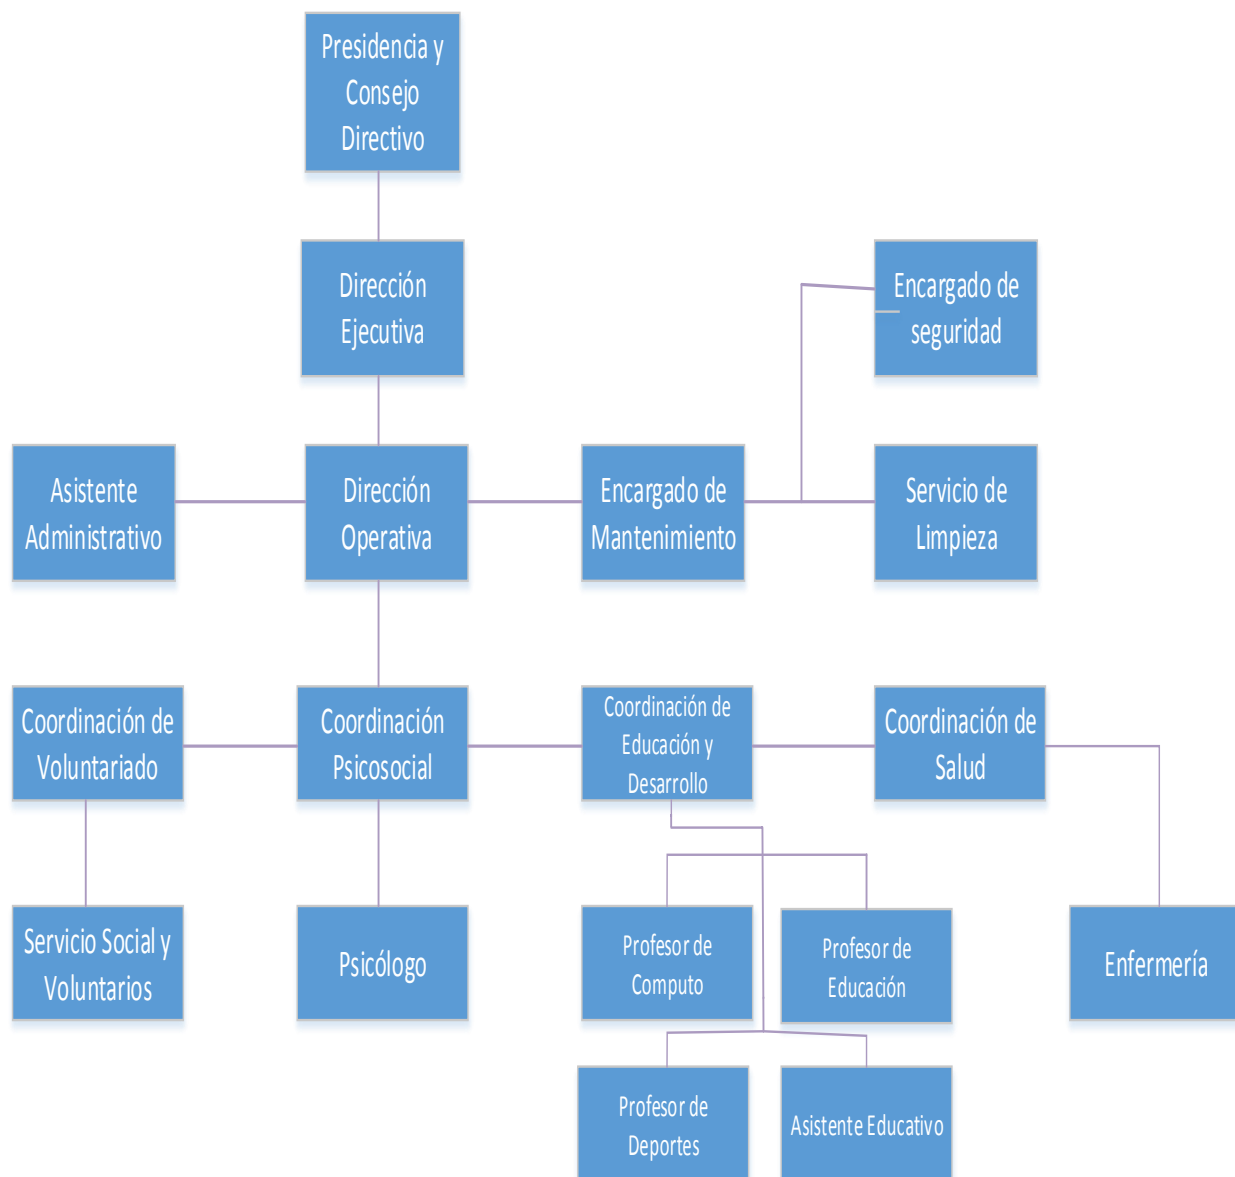 Presidencia y
Consejo
Directivo
Dirección
Ejecutiva
Encargado de
seguridad
Asistente
Administrativo
Dirección
Operativa
Encargado de
Mantenimiento
Servicio de
Limpieza
Coordinación de
Voluntariado
Coordinación
Psicosocial
Coordinación de
Educación y
Desarrollo
Coordinación de
Salud
Servicio Social y
Voluntarios
Psicólogo
Profesor de
Computo
Profesor de
Educación
Enfermería
Profesor de
Deportes
Asistente Educativo